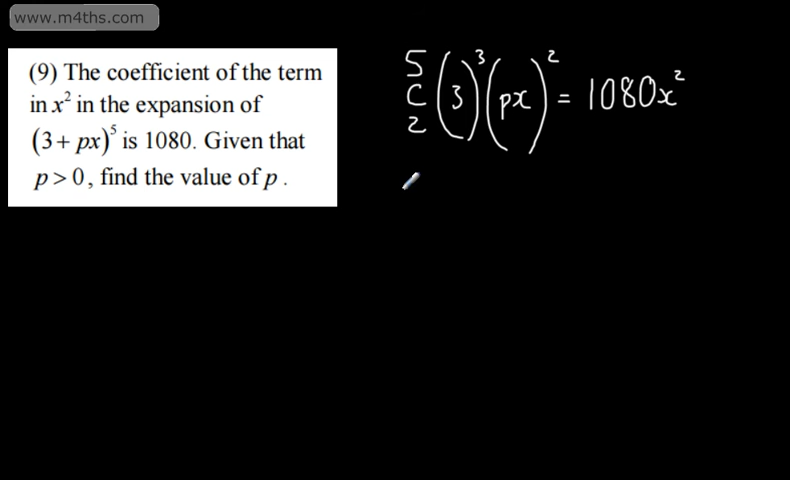 www.m4ths.com
(9) The coefficient of the term
in x² in the expansion of
(3 + px)⁵ is 1080. Given that
p > 0, find the value of p .
5C2 (3)³ (px)² = 1080x²